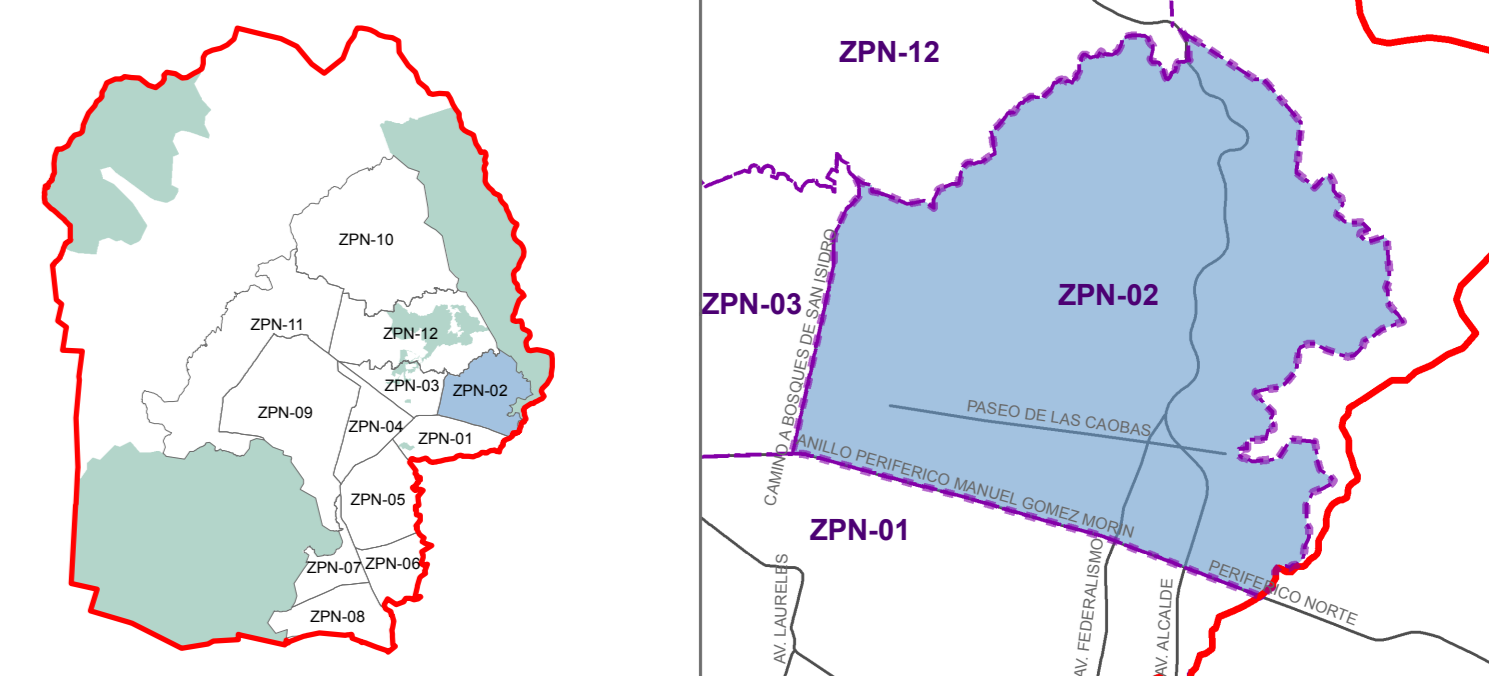 ZPN-10
ZPN-11
ZPN-12
ZPN-03
ZPN-02
ZPN-09
ZPN-04
ZPN-01
ZPN-05
ZPN-07
ZPN-06
ZPN-08
ZPN-12
ZPN-03
CAMINO A BOSQUES DE SAN ISIDRO
ZPN-02
PASEO DE LAS CAOBAS
ANILLO PERIFERICO MANUEL GOMEZ MORIN
ZPN-01
PERIFERICO NORTE
AV. LAURELES
AV. FEDERALISMO
AV. ALCALDE